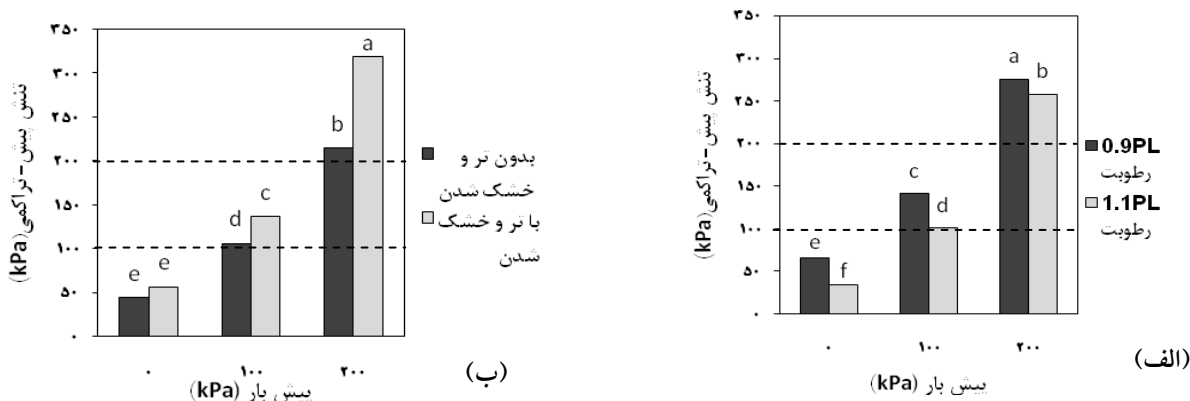 ۳۵۰
۳۰۰
۲۵۰
۲۰۰
۱۵۰
۱۰۰
۵۰
۰
تنش پیش-تراکمی(kPa)
a
b
c
d
e
f
۰ ۱۰۰ ۲۰۰
پیش بار (kPa)
0.9PL
رطوبت
1.1PL
رطوبت
(الف)
۳۵۰
۳۰۰
۲۵۰
۲۰۰
۱۵۰
۱۰۰
۵۰
۰
تنش پیش-تراکمی(kPa)
a
b
c
d
e e
۰ ۱۰۰ ۲۰۰
پیش بار (kPa)
بدون تر و
خشک شدن
با تر و خشک
شدن
(ب)